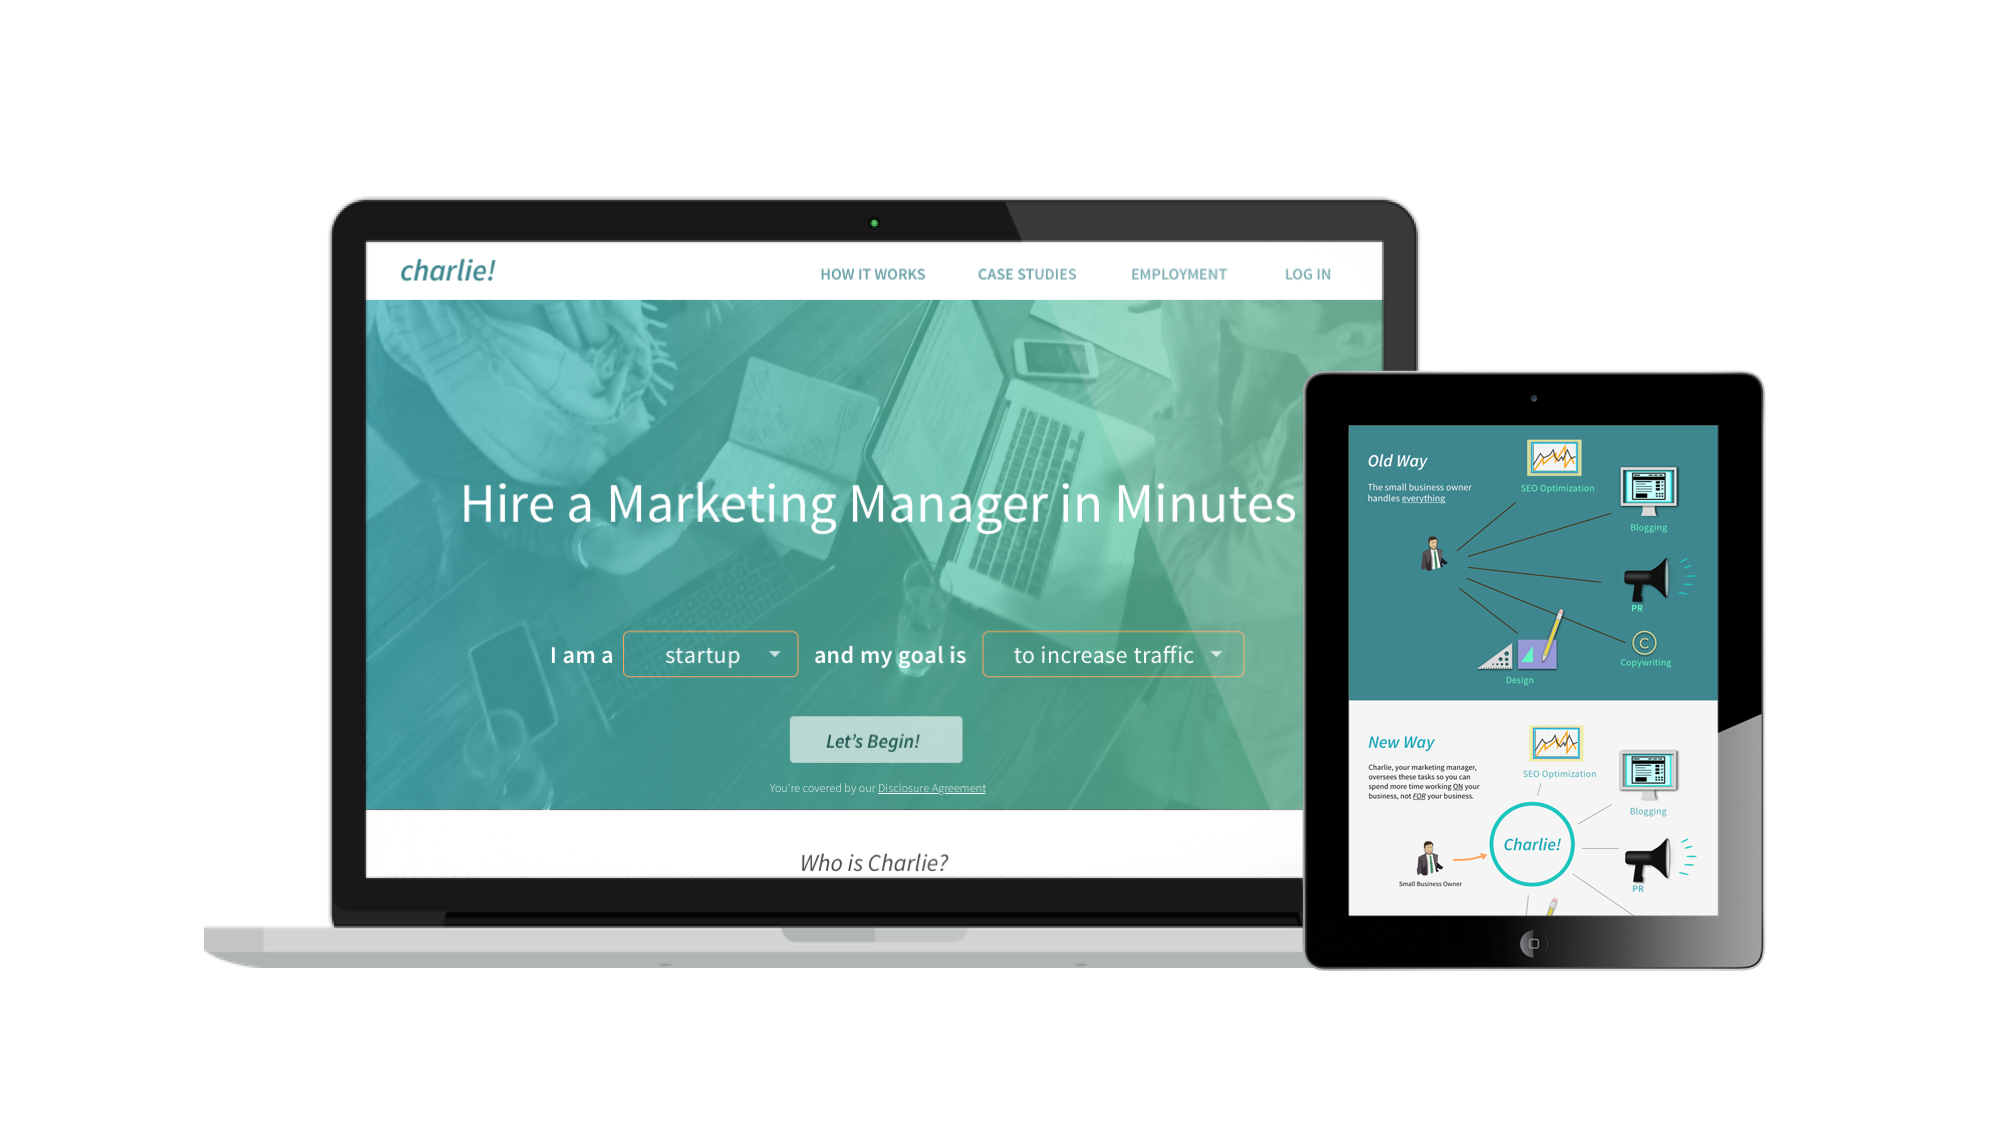 charlie!
HOW IT WORKS CASE STUDIES EMPLOYMENT LOG IN
Hire a Marketing Manager in Minutes
I am a startup and my goal is to increase traffic
Let's Begin!
You're covered by our Disclosure Agreement
Who is Charlie?
Old Way
The small business owner
handles everything
SEO Optimization
Blogging
PR
C
Copywriting
Design
New Way
Charlie, your marketing manager,
oversees these tasks so you can
spend more time working ON your
business, not FOR your business.
SEO Optimization
Blogging
Charlie!
Small Business Owner
PR